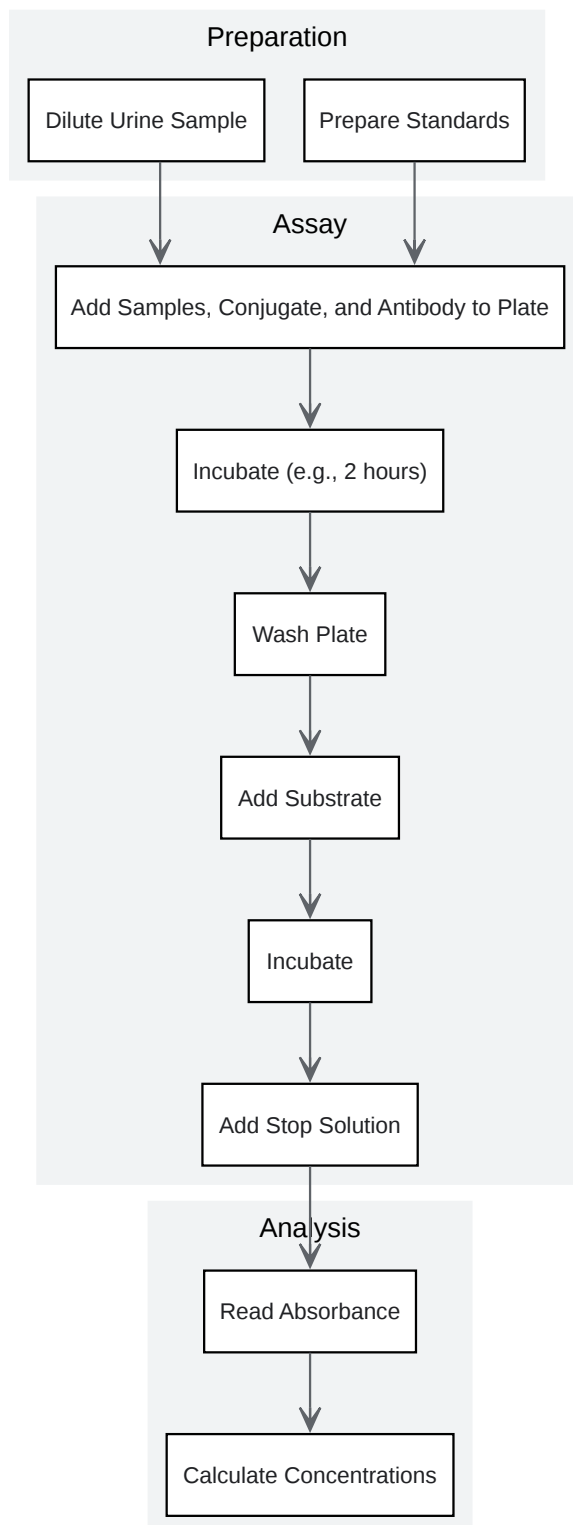 Preparation
Dilute Urine Sample
Prepare Standards
Assay
Add Samples, Conjugate, and Antibody to Plate
Incubate (e.g., 2 hours)
Wash Plate
Add Substrate
Incubate
Add Stop Solution
Analysis
Read Absorbance
Calculate Concentrations